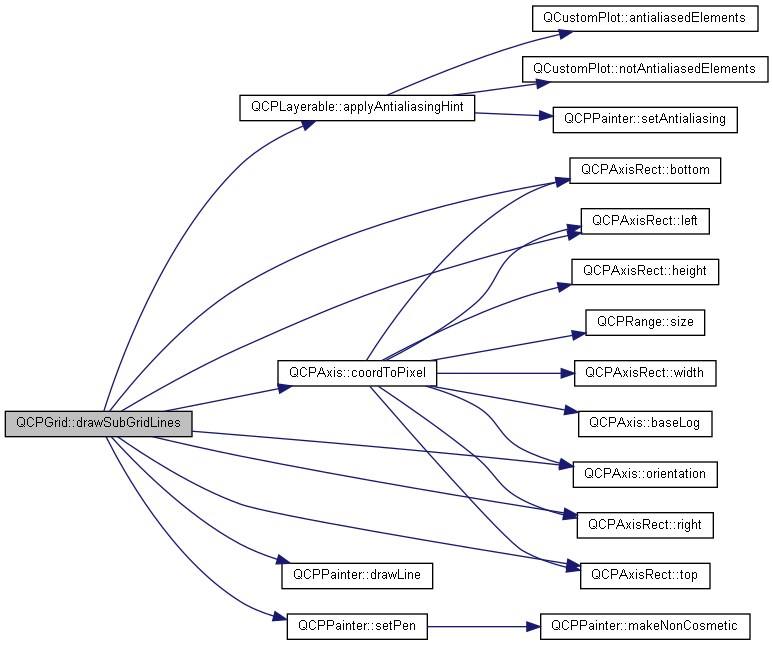 QCustomPlot::antialiasedElements
QCustomPlot::notAntialiasedElements
QCPLayerable::applyAntialiasingHint
QCPPainter::setAntialiasing
QCPAxisRect::bottom
QCPAxisRect::left
QCPAxisRect::height
QCPRange::size
QCPAxis::coordToPixel
QCPAxisRect::width
QCPGrid::drawSubGridLines
QCPAxis::baseLog
QCPAxis::orientation
QCPAxisRect::right
QCPPainter::drawLine
QCPAxisRect::top
QCPPainter::setPen
QCPPainter::makeNonCosmetic